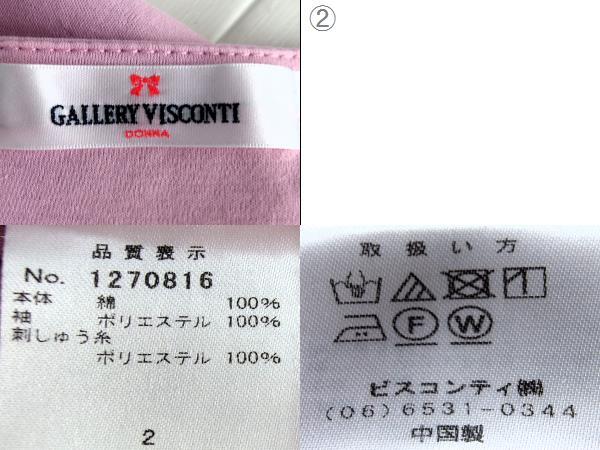 GALLERY VISCONTI
DONNA
②
品質表示
No. 1270816
本体 綿 100%
袖 ポリエステル 100%
刺しゅう糸
ポリエステル 100%
2
取扱い方
F W
ビスコンティ㈱
(06)6531-0344
中国製